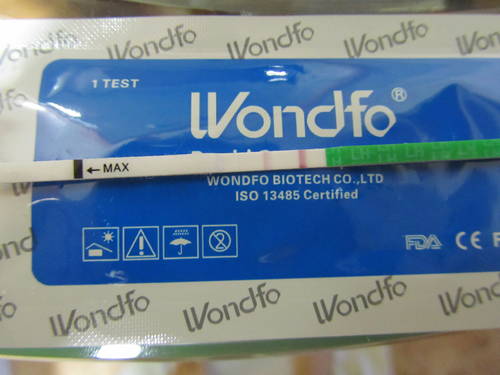 Wondfo Wondfo Wondfo Wondfo
1 TEST
Wondfo®
← MAX
WONDFO BIOTECH CO.,LTD
ISO 13485 Certified
FDA CE
Wondfo Wondfo Wondfo Wondfo
Wondfo Wondfo Wondfo